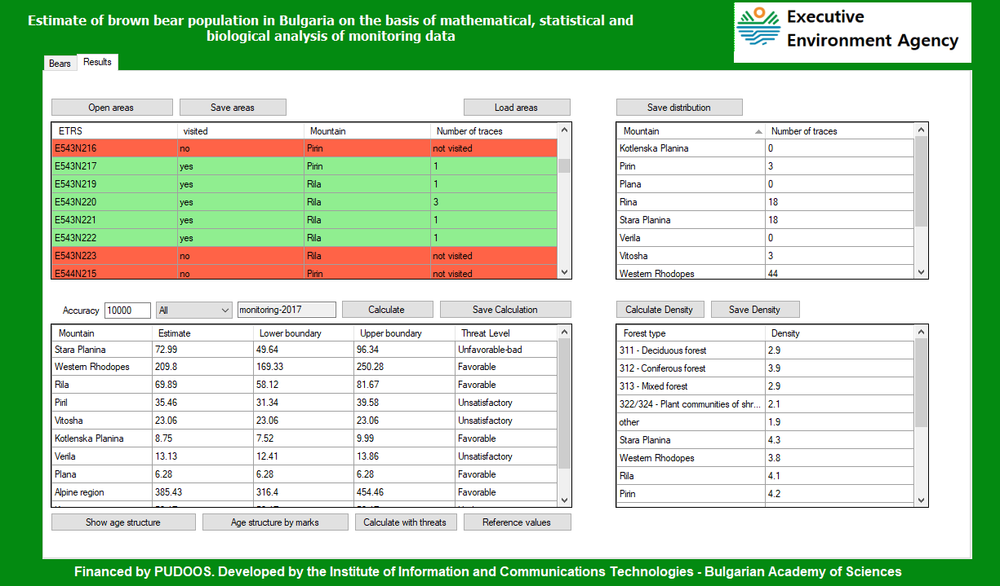 Estimate of brown bear population in Bulgaria on the basis of mathematical, statistical and
biological analysis of monitoring data
Executive
Environment Agency
Bears Results
Open areas Save areas Load areas
ETRS visited Mountain Number of traces
E543N216 no Pirin not visited
E543N217 yes Pirin 1
E543N219 yes Rila 1
E543N220 yes Rila 3
E543N221 yes Rila 1
E543N222 yes Rila 1
E543N223 no Rila not visited
E544N215 no Pirin not visited
Save distribution
Mountain Number of traces
Kotlenska Planina 0
Pirin 3
Plana 0
Rina 18
Stara Planina 18
Verila 0
Vitosha 3
Western Rhodopes 44
Accuracy 10000 All monitoring-2017 Calculate Save Calculation
Mountain Estimate Lower boundary Upper boundary Threat Level
Stara Planina 72.99 49.64 96.34 Unfavorable-bad
Western Rhodopes 209.8 169.33 250.28 Favorable
Rila 69.89 58.12 81.67 Favorable
Piril 35.46 31.34 39.58 Unsatisfactory
Vitosha 23.06 23.06 23.06 Unsatisfactory
Kotlenska Planina 8.75 7.52 9.99 Favorable
Verila 13.13 12.41 13.86 Unsatisfactory
Plana 6.28 6.28 6.28 Favorable
Alpine region 385.43 316.4 454.46 Favorable
Show age structure Age structure by marks Calculate with threats Reference values
Calculate Density Save Density
Forest type Density
311 - Deciduous forest 2.9
312 - Coniferous forest 3.9
313 - Mixed forest 2.9
322/324 - Plant communities of shr... 2.1
other 1.9
Stara Planina 4.3
Western Rhodopes 3.8
Rila 4.1
Pirin 4.2
Financed by PUDOOS. Developed by the Institute of Information and Communications Technologies - Bulgarian Academy of Sciences